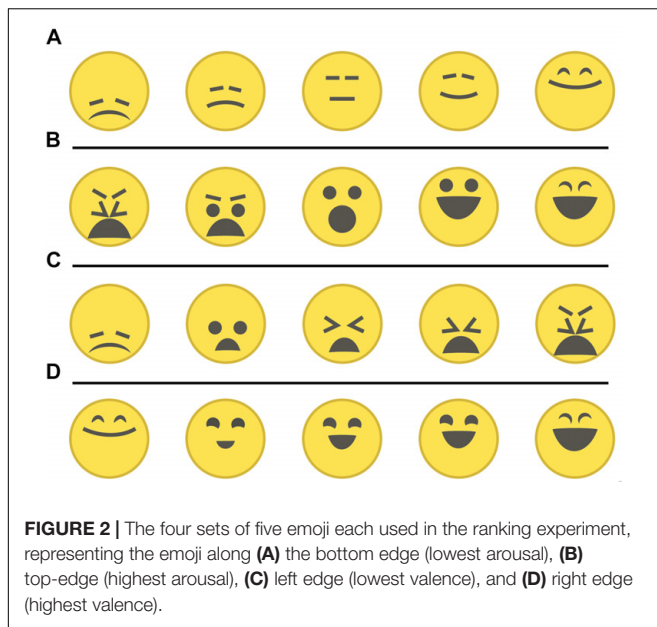 A
B
C
D
FIGURE 2 | The four sets of five emoji each used in the ranking experiment,
representing the emoji along (A) the bottom edge (lowest arousal), (B)
top-edge (highest arousal), (C) left edge (lowest valence), and (D) right edge
(highest valence).